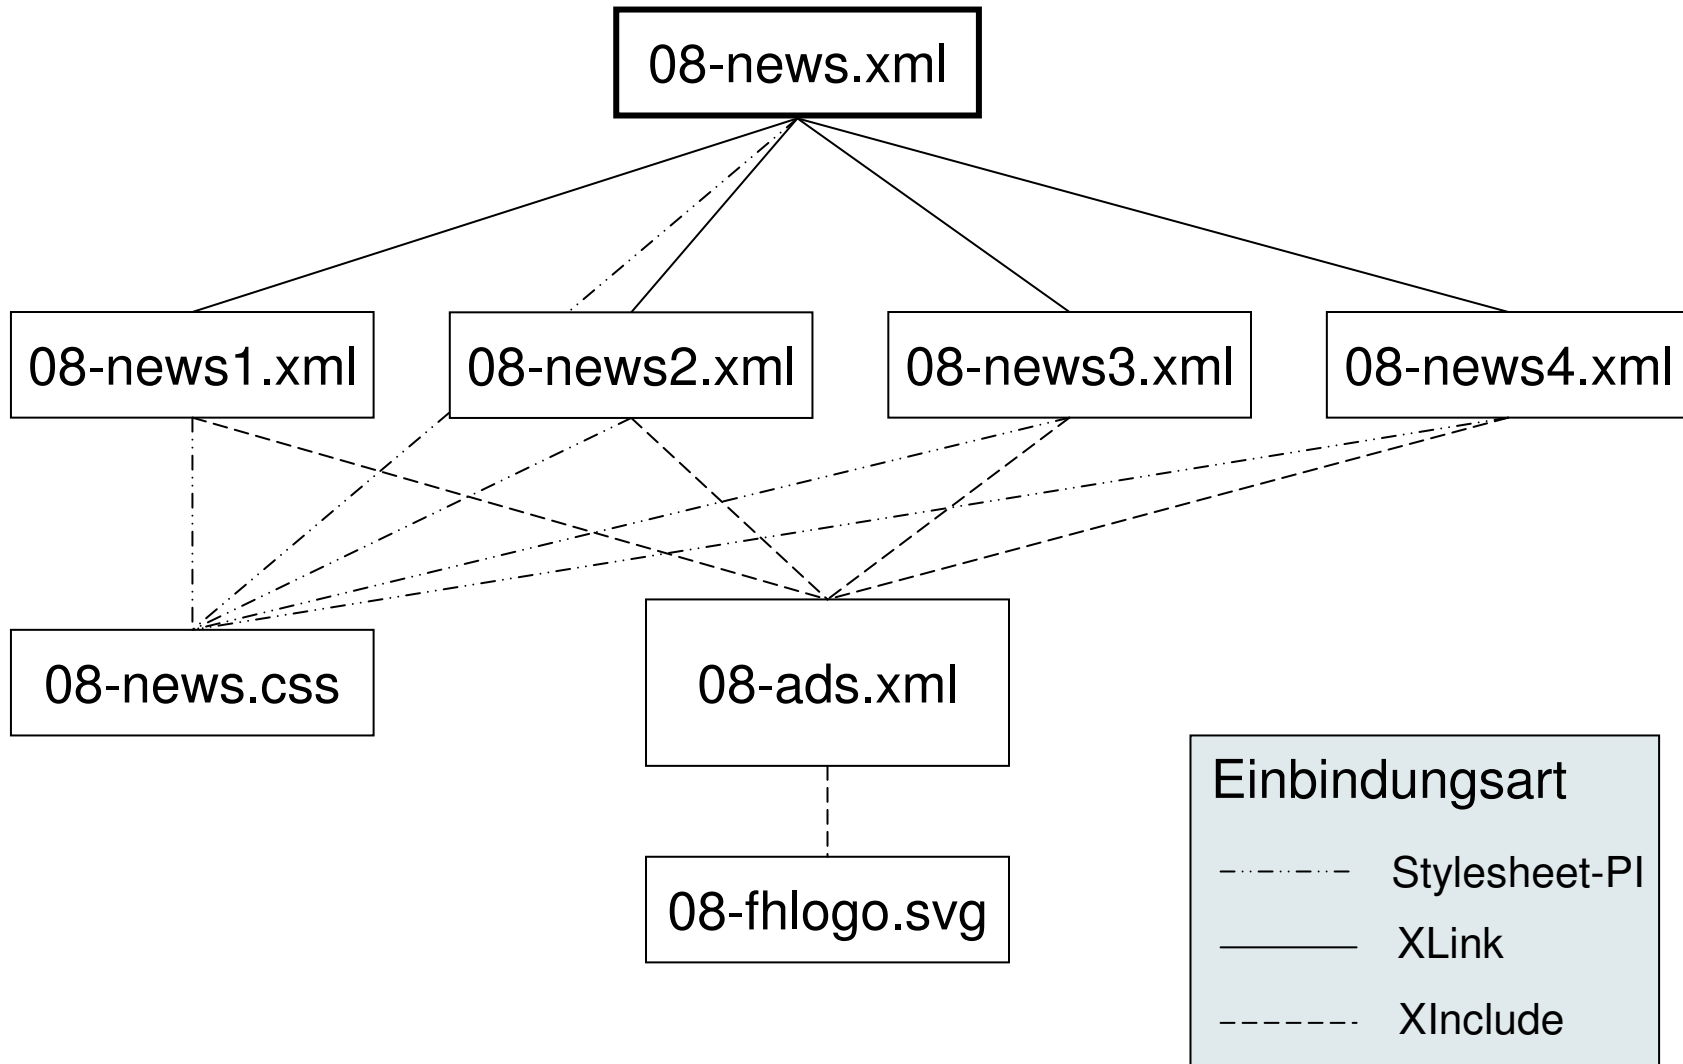 08-news.xml
08-news1.xml
08-news2.xml
08-news3.xml
08-news4.xml
08-news.css
08-ads.xml
08-fhlogo.svg
Einbindungsart
Stylesheet-PI
XLink
XInclude